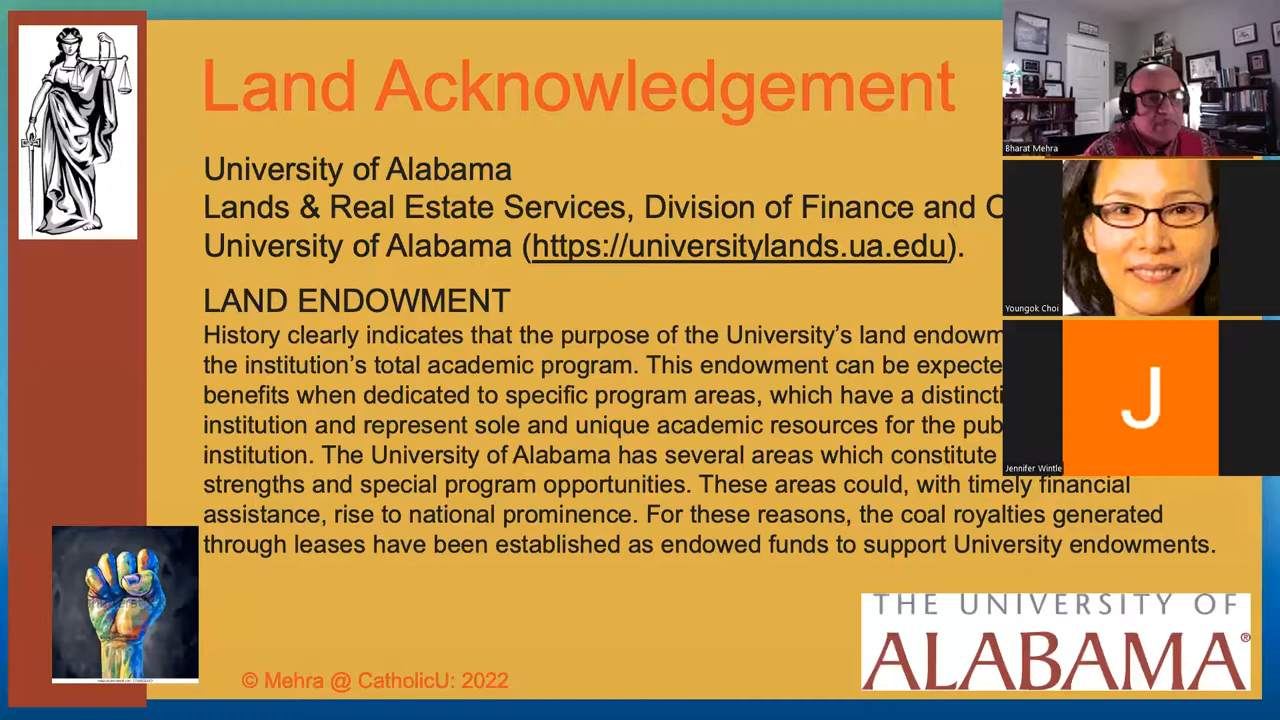 Land Acknowledgement
University of Alabama
Lands & Real Estate Services, Division of Finance and
University of Alabama (https://universitylands.ua.edu).
LAND ENDOWMENT
History clearly indicates that the purpose of the University's land
the institution's total academic program. This endowment can be
benefits when dedicated to specific program areas, which have a
institution and represent sole and unique academic resources for the
institution. The University of Alabama has several areas which constitute
strengths and special program opportunities. These areas could, with timely financial
assistance, rise to national prominence. For these reasons, the coal royalties generated
through leases have been established as endowed funds to support University endowments.
© Mehra @ CatholicU: 2022
THE UNIVERSITY OF
ALABAMA®
Bharat Mehra
Youngok Choi
J
Jennifer Wintle